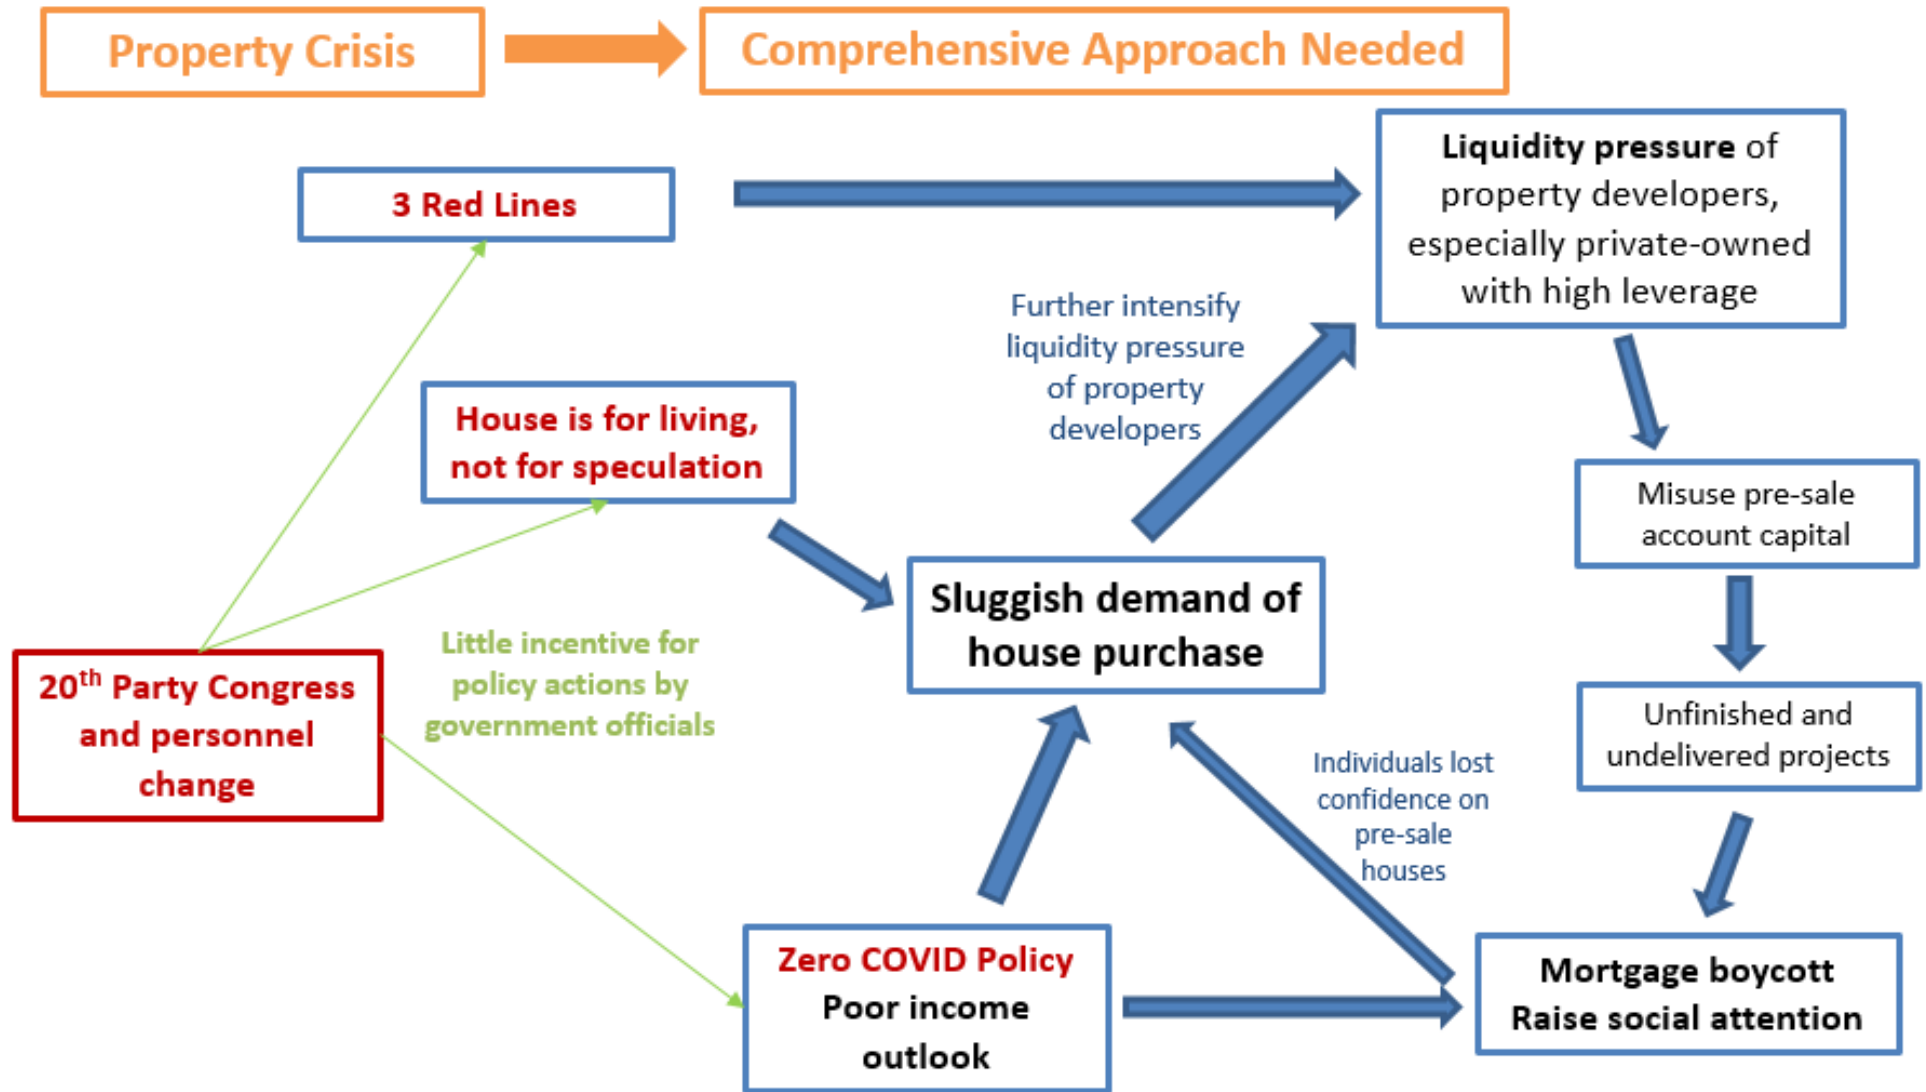 Property Crisis
Comprehensive Approach Needed
3 Red Lines
Liquidity pressure of
property developers,
especially private-owned
with high leverage
Further intensify
liquidity pressure
of property
developers
House is for living,
not for speculation
Misuse pre-sale
account capital
Sluggish demand of
house purchase
Little incentive for
policy actions by
government officials
20th Party Congress
and personnel
change
Unfinished and
undelivered projects
Individuals lost
confidence on
pre-sale
houses
Zero COVID Policy
Poor income
outlook
Mortgage boycott
Raise social attention